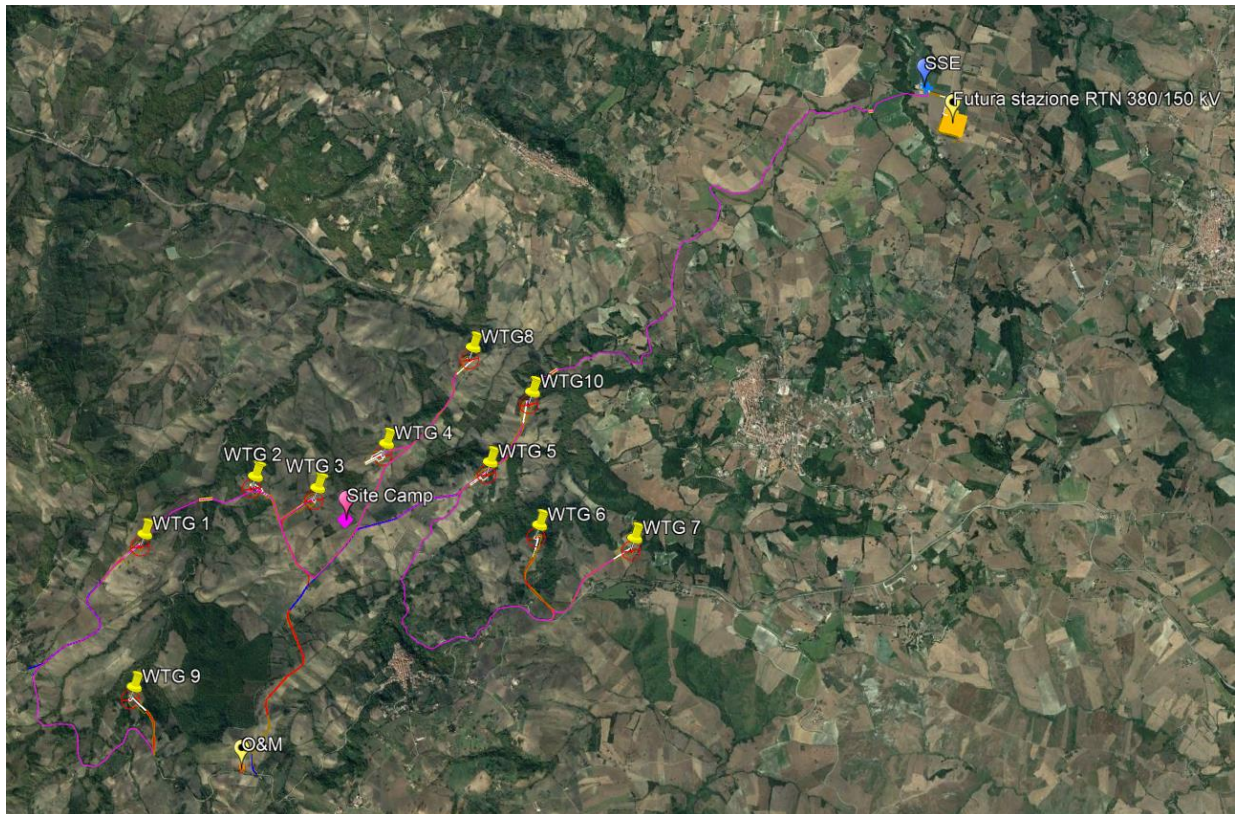 SSE
Futura stazione RTN 380/150 kV
WTG8
WTG10
WTG 4
WTG 5
WTG 2
WTG 3
Site Camp
WTG 1
WTG 6
WTG 7
WTG 9
O&M